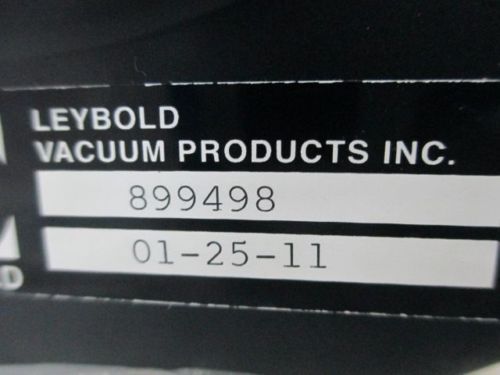 LEYBOLD
VACUUM PRODUCTS INC.
899498
01-25-11